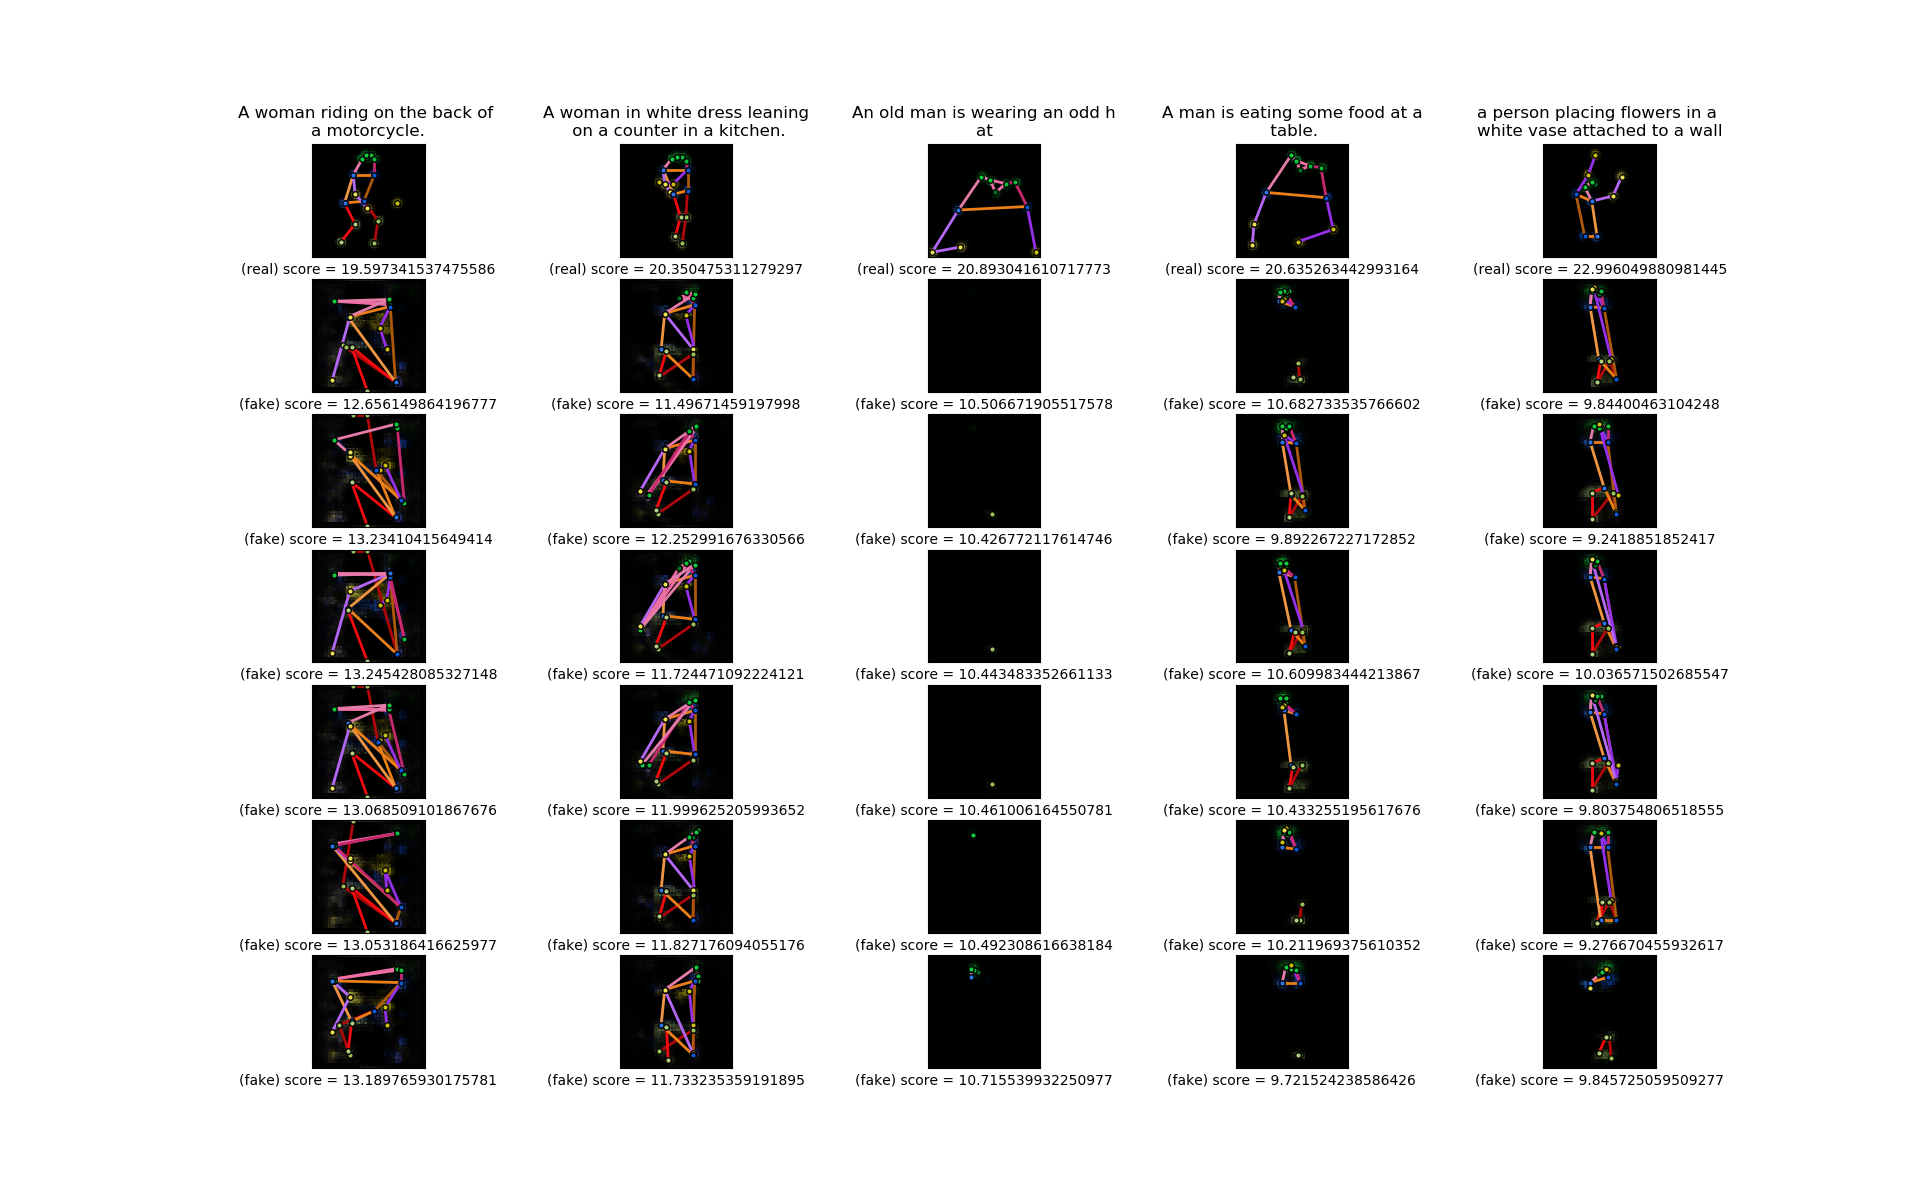 A woman riding on the back of
a motorcycle.
A woman in white dress leaning
on a counter in a kitchen.
An old man is wearing an odd h
at
A man is eating some food at a
table.
a person placing flowers in a
white vase attached to a wall
(real) score = 19.597341537475586
(real) score = 20.350475311279297
(real) score = 20.893041610717773
(real) score = 20.635263442993164
(real) score = 22.996049880981445
(fake) score = 12.656149864196777
(fake) score = 11.49671459197998
(fake) score = 10.506671905517578
(fake) score = 10.682733535766602
(fake) score = 9.84400463104248
(fake) score = 13.23410415649414
(fake) score = 12.252991676330566
(fake) score = 10.426772117614746
(fake) score = 9.892267227172852
(fake) score = 9.2418851852417
(fake) score = 13.245428085327148
(fake) score = 11.724471092224121
(fake) score = 10.443483352661133
(fake) score = 10.609983444213867
(fake) score = 10.036571502685547
(fake) score = 13.068509101867676
(fake) score = 11.999625205993652
(fake) score = 10.461006164550781
(fake) score = 10.433255195617676
(fake) score = 9.803754806518555
(fake) score = 13.053186416625977
(fake) score = 11.827176094055176
(fake) score = 10.492308616638184
(fake) score = 10.211969375610352
(fake) score = 9.276670455932617
(fake) score = 13.189765930175781
(fake) score = 11.733235359191895
(fake) score = 10.715539932250977
(fake) score = 9.721524238586426
(fake) score = 9.845725059509277